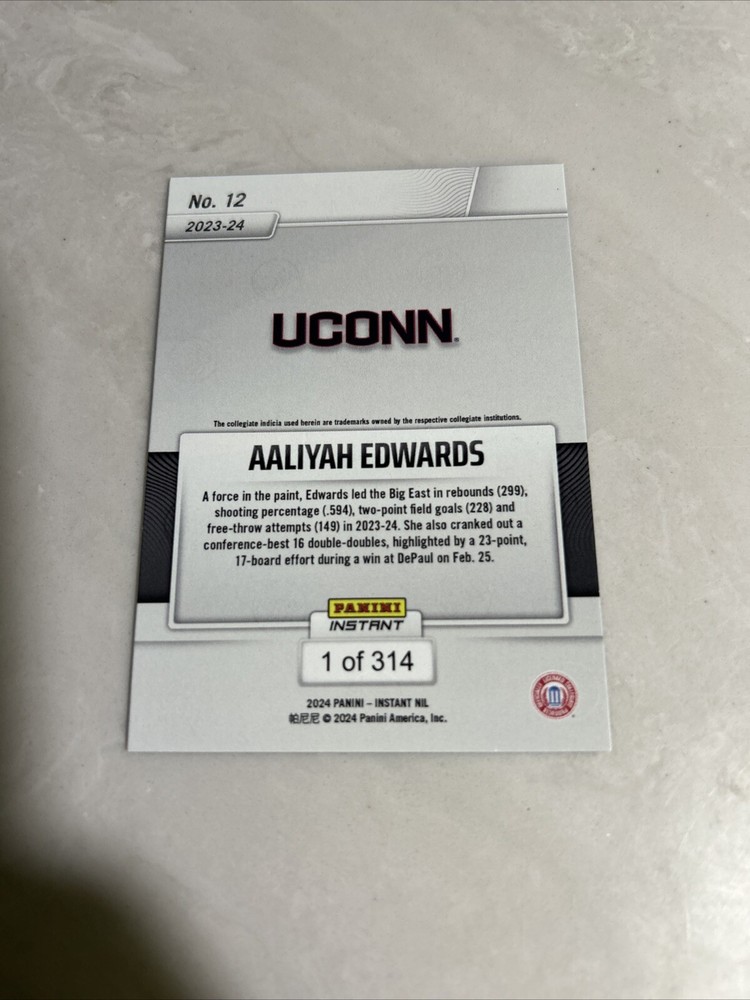 No. 12
2023-24
UCONN
The collegiate indicia used herein are trademarks owned by the respective collegiate institutions.
AALIYAH EDWARDS
A force in the paint, Edwards led the Big East in rebounds (299),
shooting percentage (.594), two-point field goals (228) and
free-throw attempts (149) in 2023-24. She also cranked out a
conference-best 16 double-doubles, highlighted by a 23-point,
17-board effort during a win at DePaul on Feb. 25.
PANINI
INSTANT
1 of 314
2024 PANINI – INSTANT NIL
帕尼尼 © 2024 Panini America, Inc.